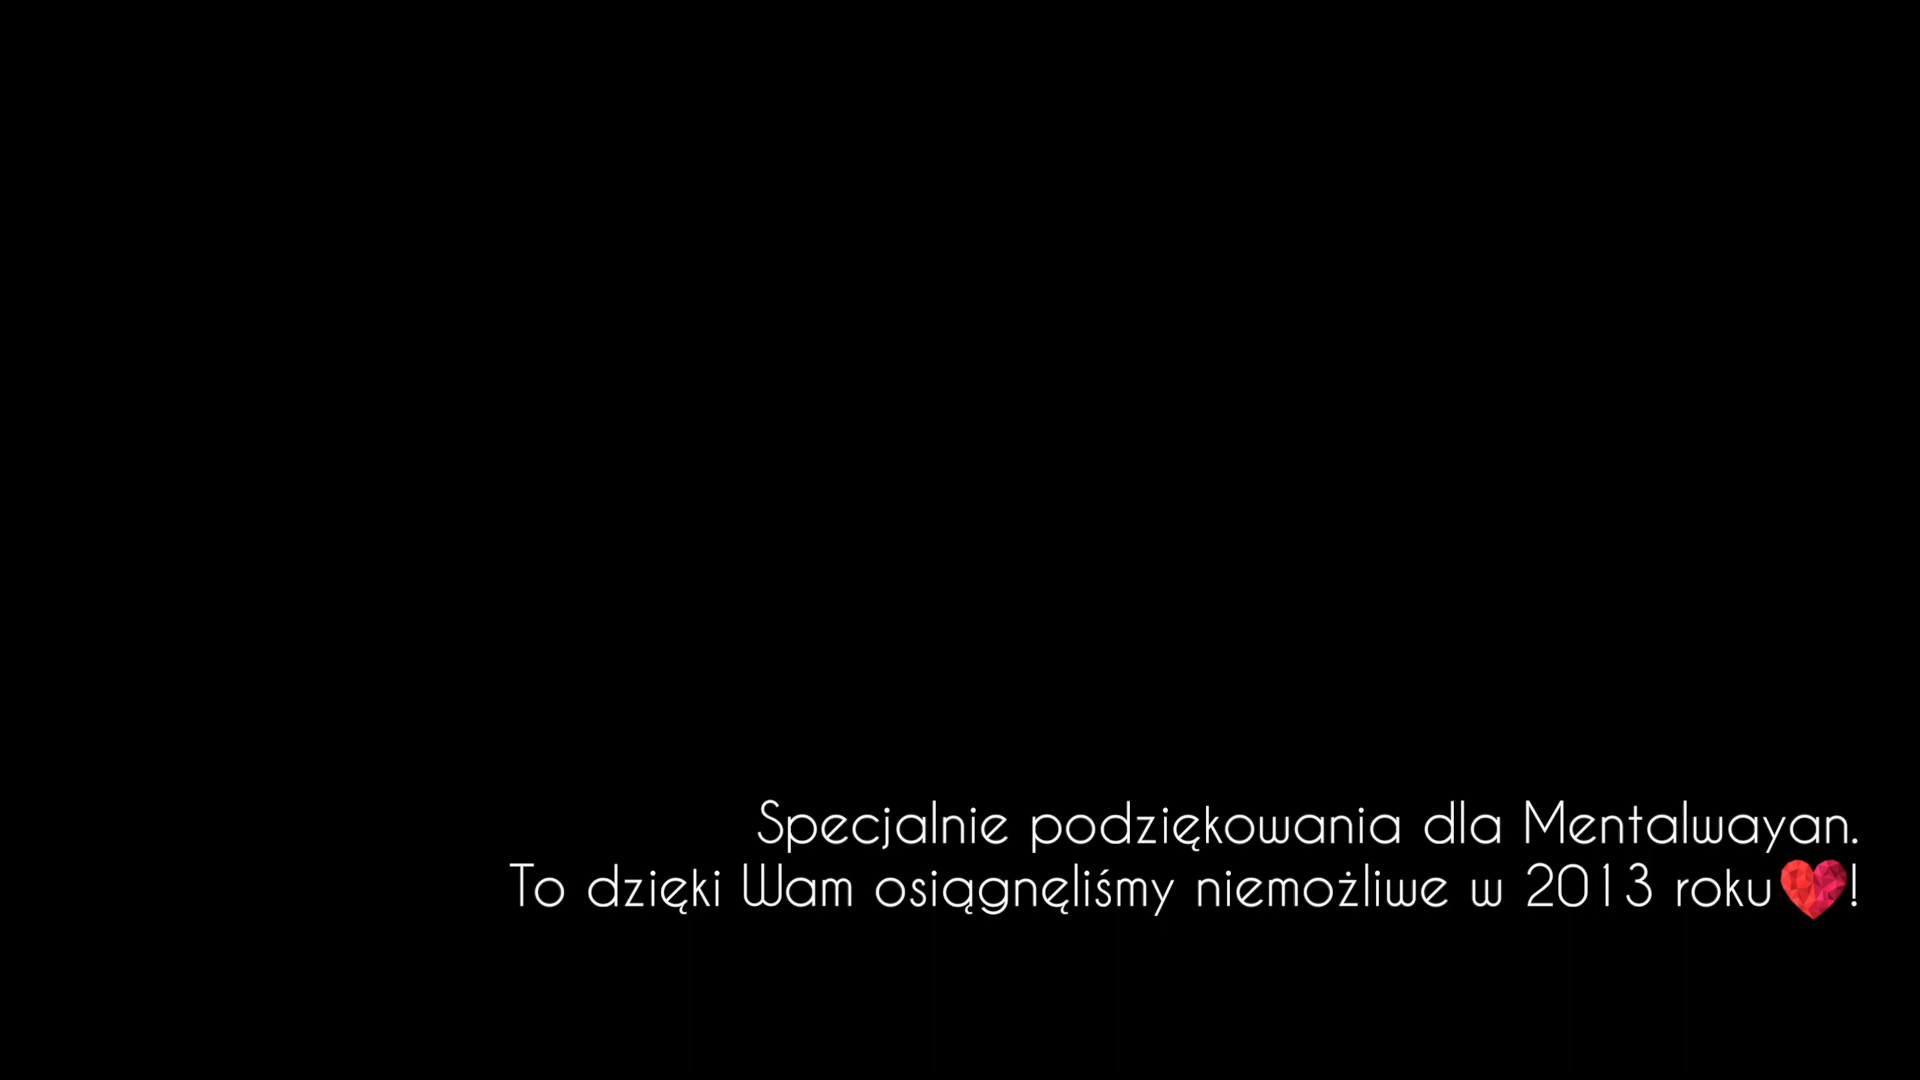 Specjalnie podziękowania dla Mentalwayan.
To dzięki Wam osiągnęliśmy niemożliwe w 2013 roku❤!